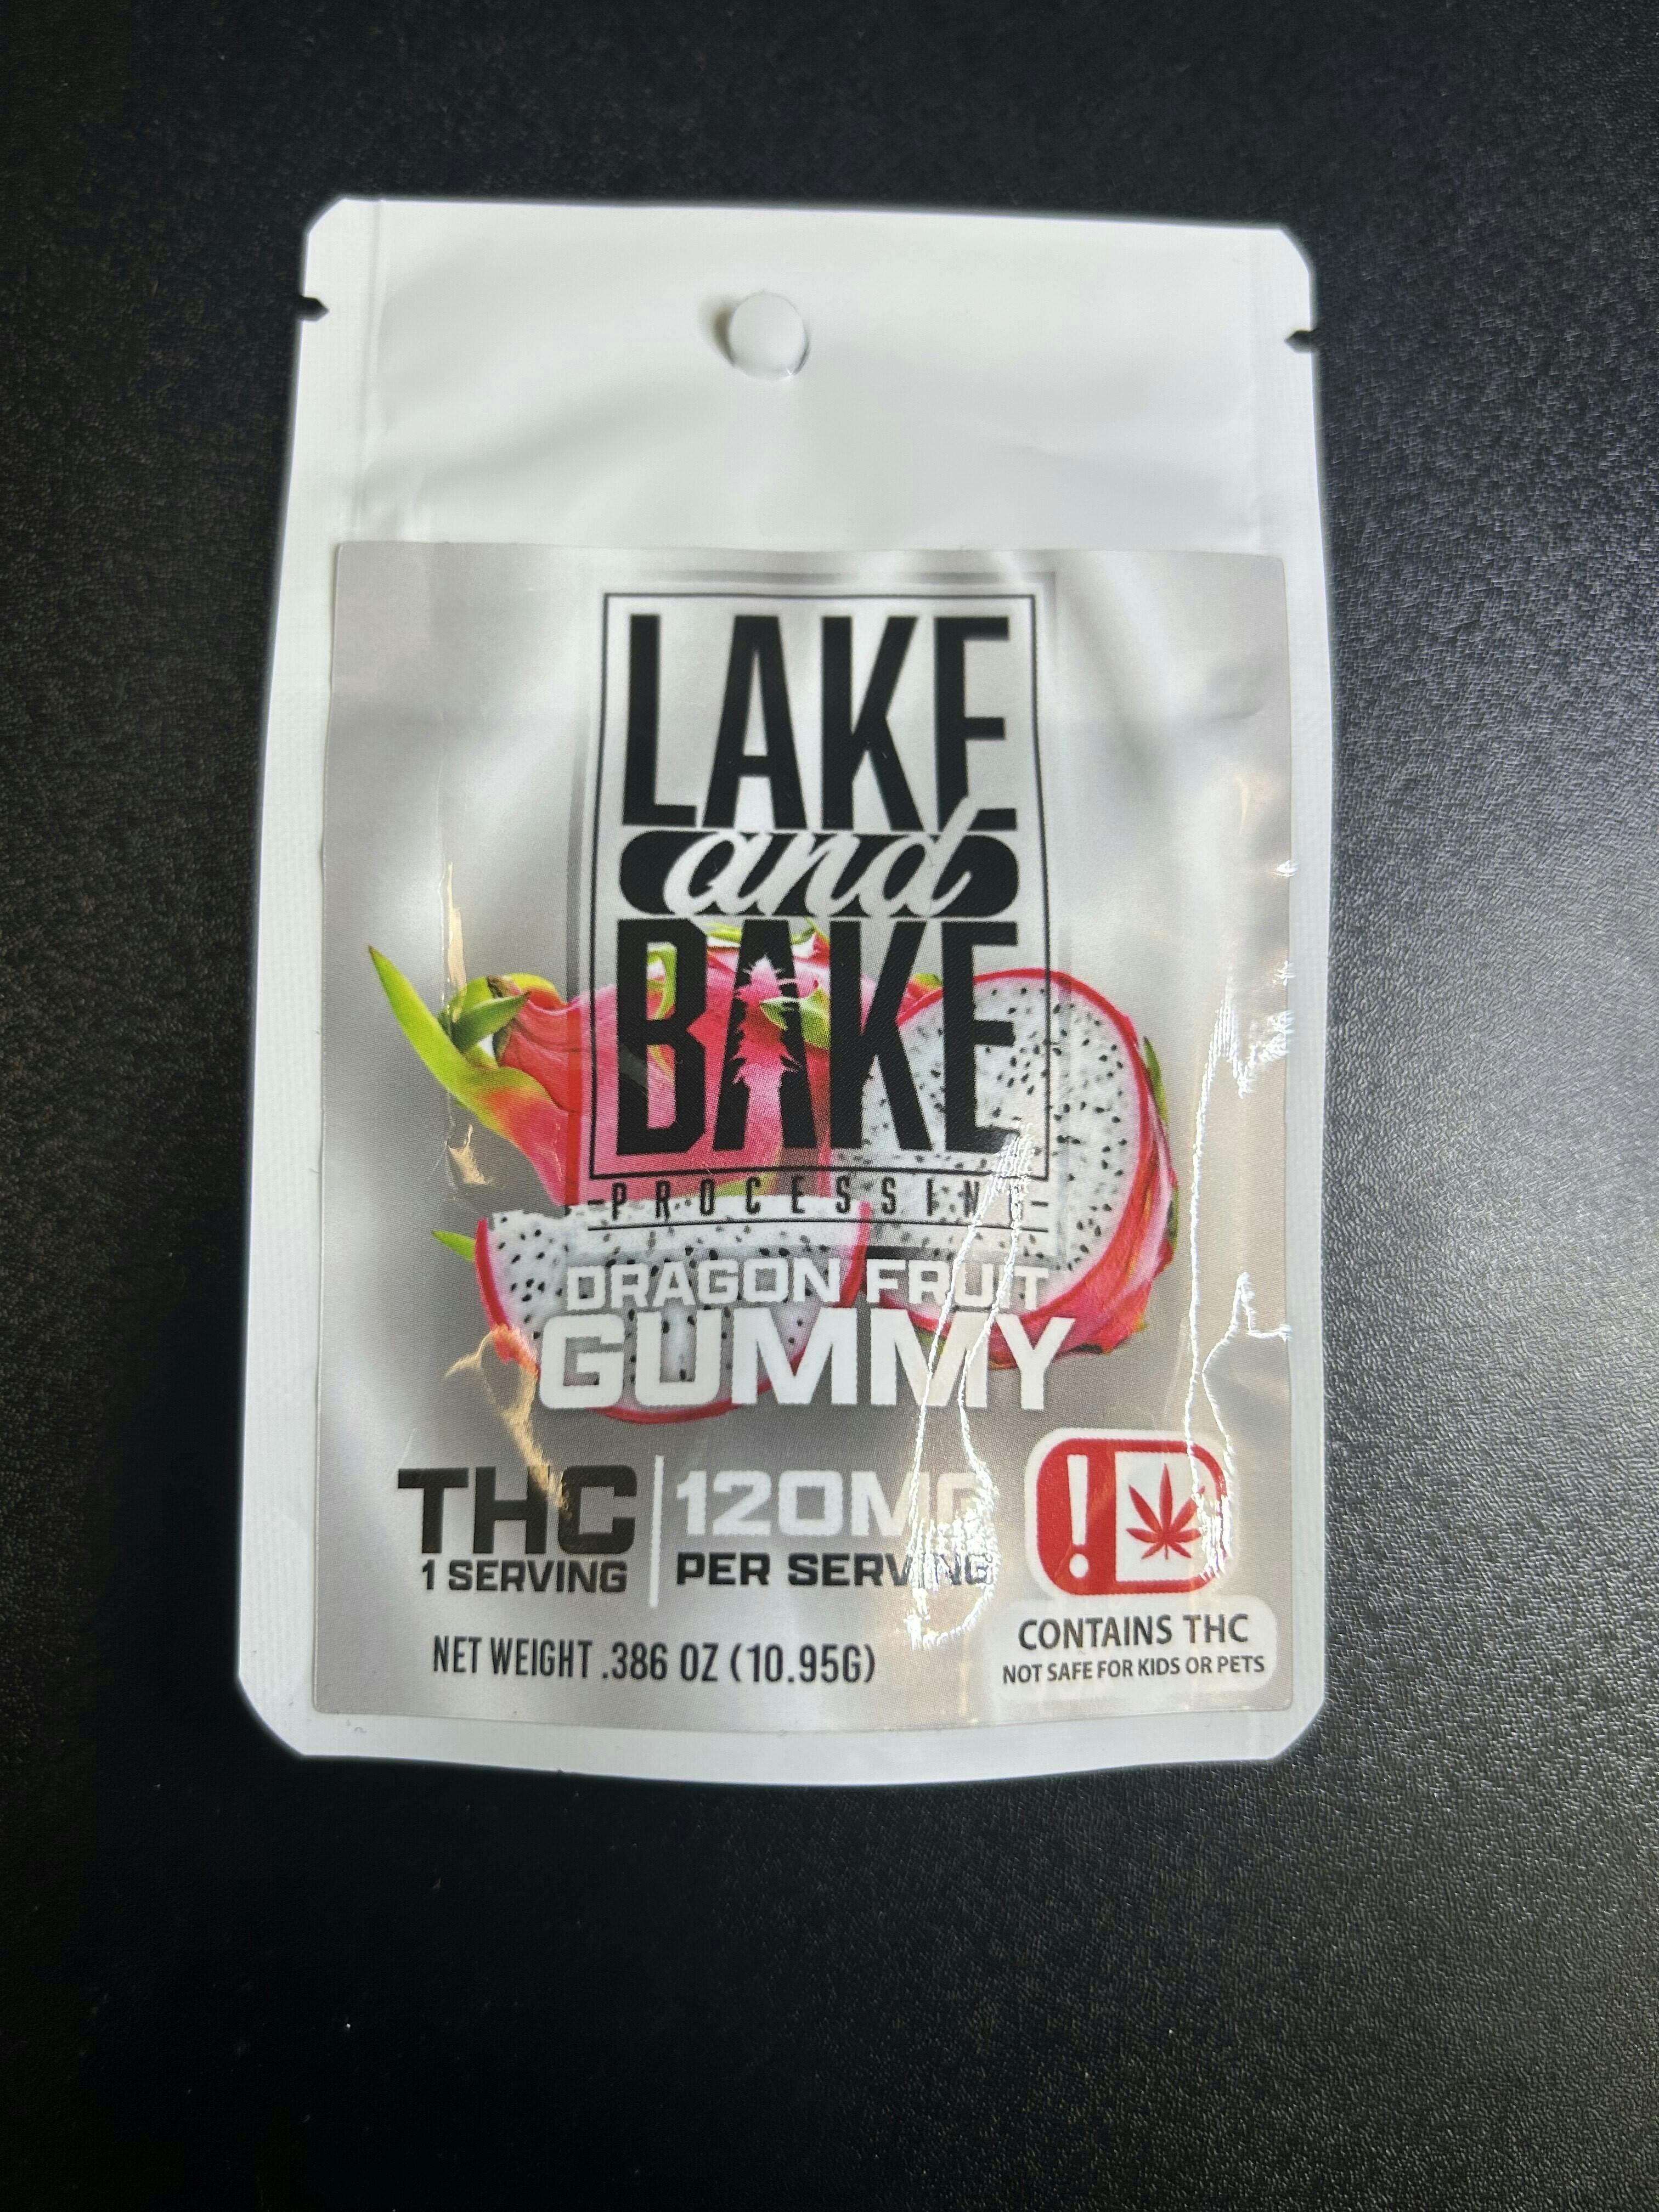 LAKE
and
BAKE
-PROCESSING-
DRAGON FRUIT
GUMMY
THC
1 SERVING
120MG
PER SERVING
NET WEIGHT .386 OZ (10.95G)
!
CONTAINS THC
NOT SAFE FOR KIDS OR PETS